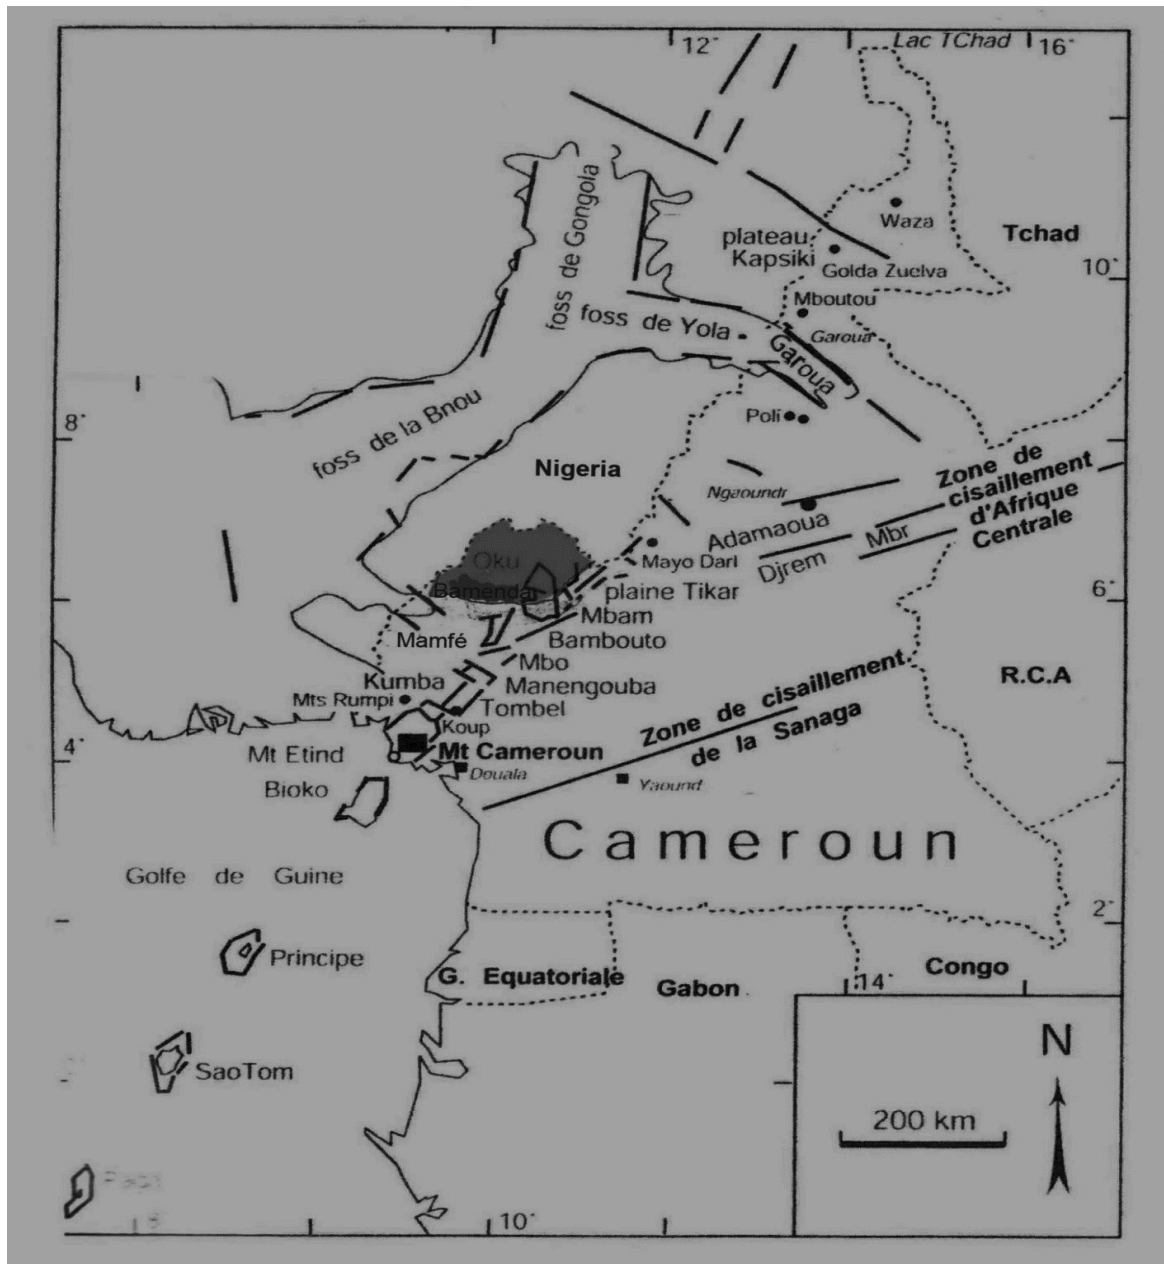 12-
Lac TChad
16-
Waza
Tchad
plateau
Kapsiki
Golda Zuelva
10-
foss de Gongola
Mboutou
foss de Yola
Garoua
Garoua
8-
foss de la Bnou
Poli
Nigeria
Zone de
cisaillement
d'Afrique
Centrale
Ngaoundr
Adamaoua
Mbr
Djrem
Oku
Mayo Darl
Bamenda
plaine Tikar
6-
Mbam
Mamfé
Bambouto
Mbo
Kumba
Manengouba
R.C.A
Mts Rumpi
Tombel
Koup
Zone de cisaillement
de la Sanaga
4-
Mt Etind
Mt Cameroun
Douala
Bioko
Yaound
Cameroun
Golfe de Guine
2-
Principe
G. Equatoriale
Gabon
Congo
14-
SaoTom
N
200 km
8
10-